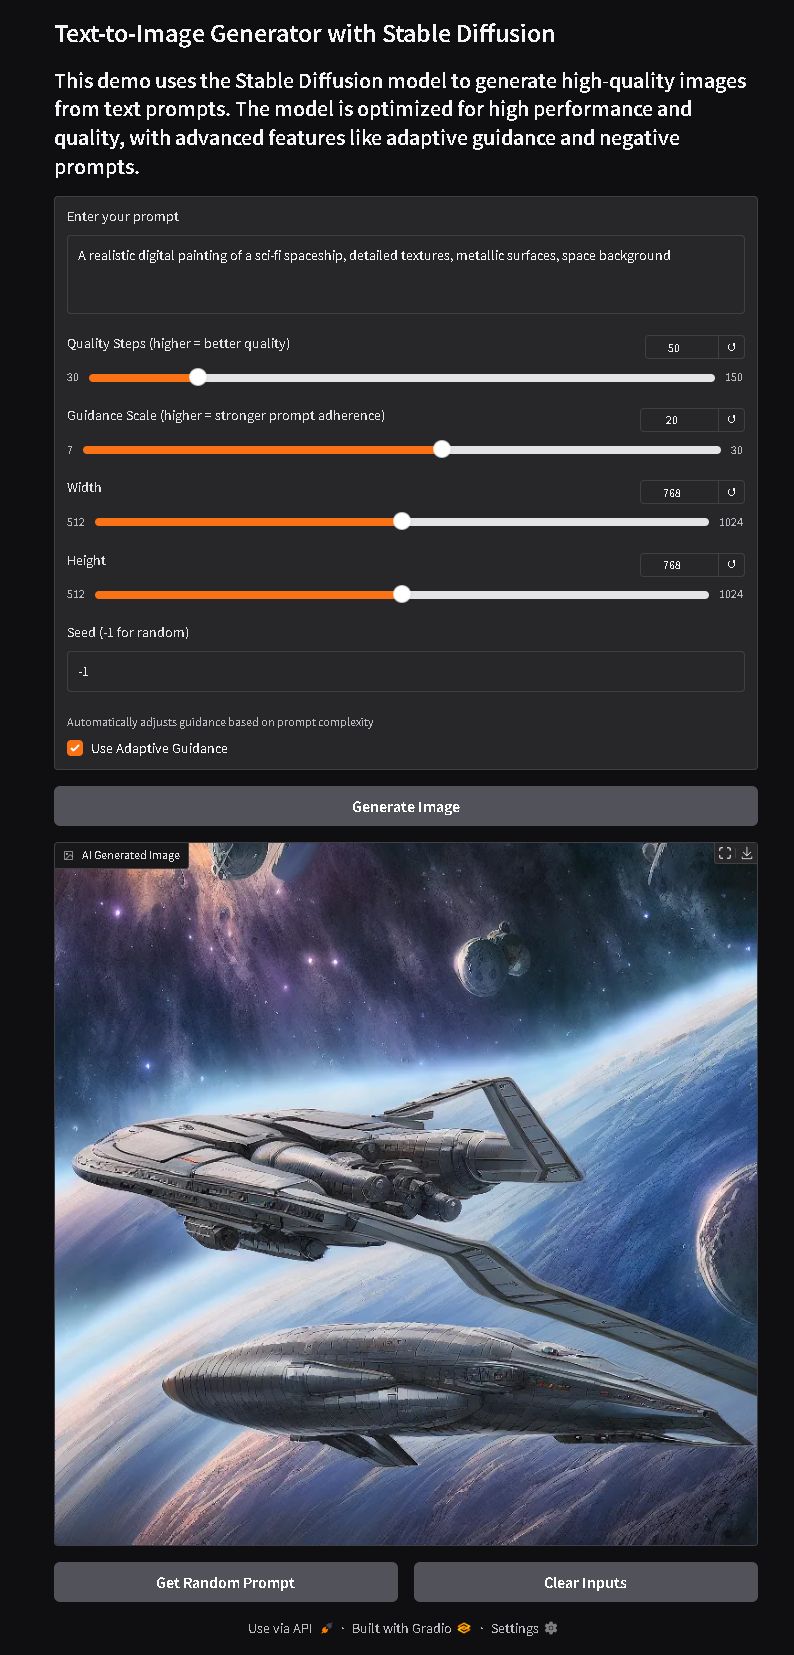 Text-to-Image Generator with Stable Diffusion
This demo uses the Stable Diffusion model to generate high-quality images
from text prompts. The model is optimized for high performance and
quality, with advanced features like adaptive guidance and negative
prompts.
Enter your prompt
A realistic digital painting of a sci-fi spaceship, detailed textures, metallic surfaces, space background
Quality Steps (higher = better quality)
50 ↺
30 150
Guidance Scale (higher = stronger prompt adherence)
20 ↺
7 30
Width
768 ↺
512 1024
Height
768 ↺
512 1024
Seed (-1 for random)
-1
Automatically adjusts guidance based on prompt complexity
Use Adaptive Guidance
Generate Image
AI Generated Image
Get Random Prompt Clear Inputs
Use via API · Built with Gradio · Settings